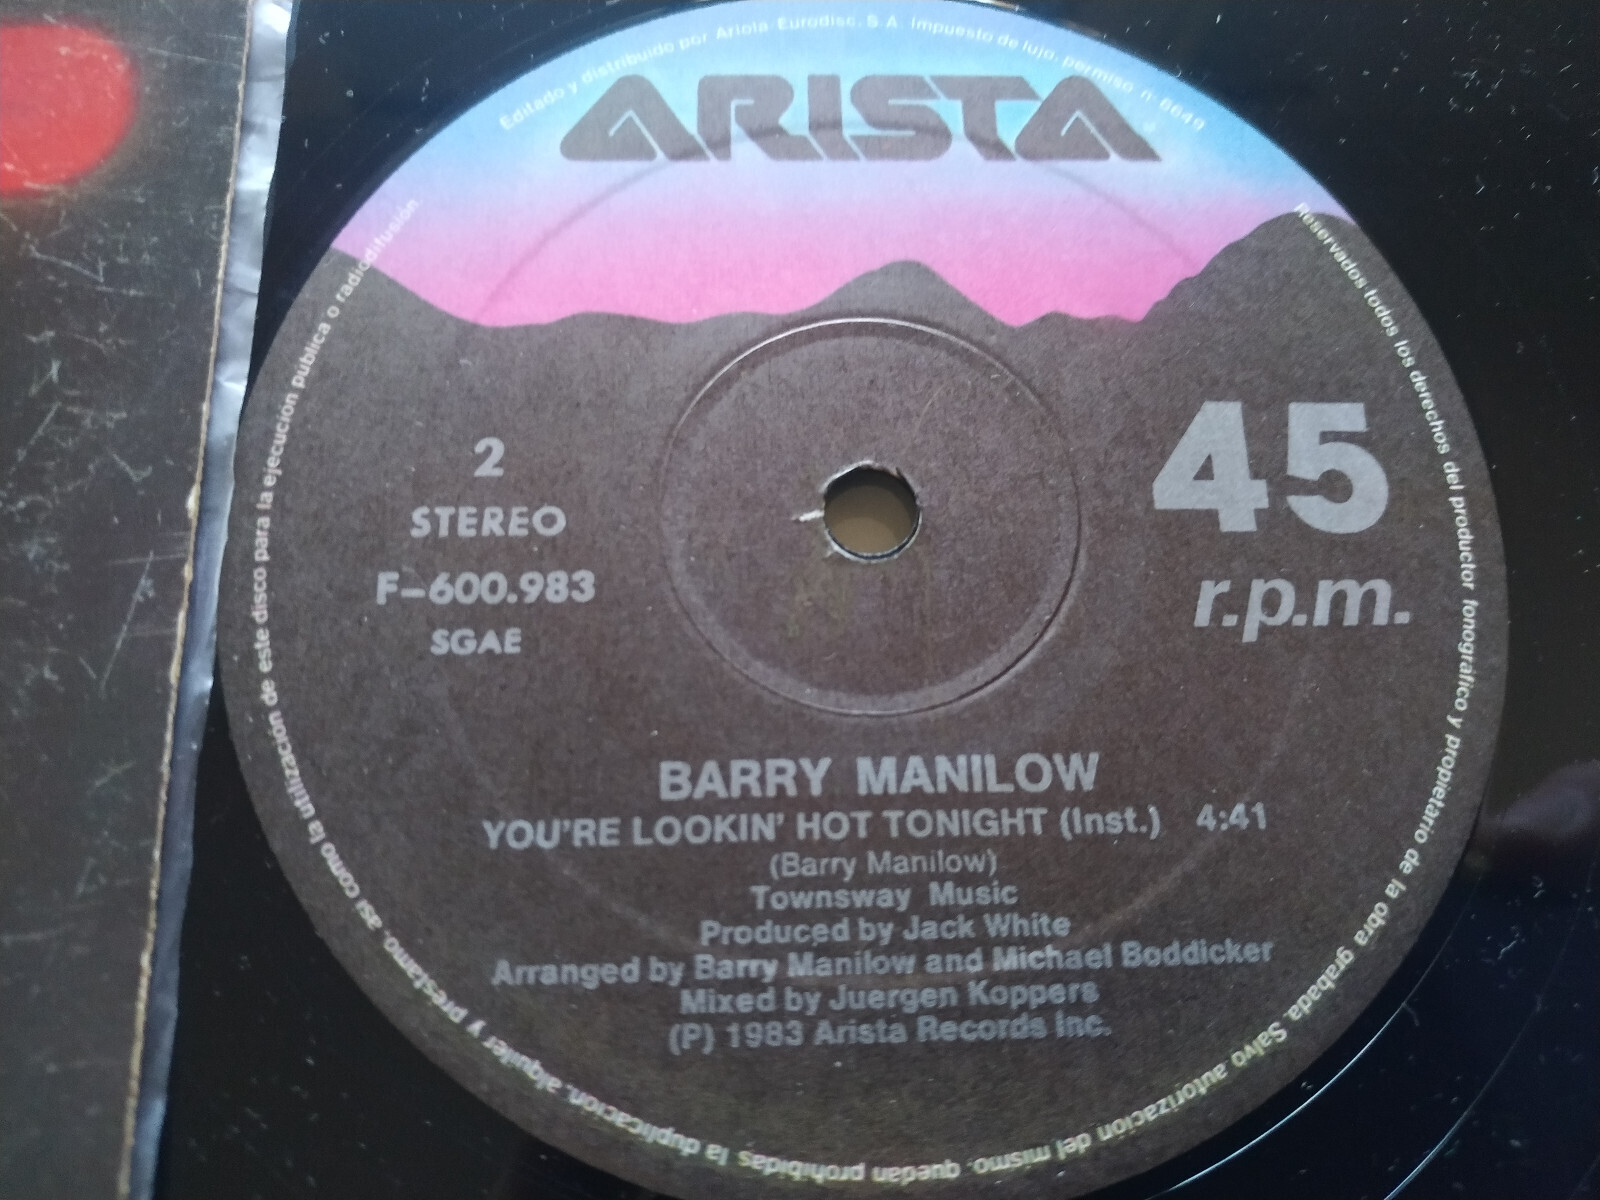 Editado y distribuido por Ariola Eurodisc. S.A. Impuesto de lujo, permiso n-6649
ARISTA
Reservados todos los derechos del productor fonográfico y propietario de la obra grabada. Salvo autorización del mismo, quedan prohibidas la duplicación, alquiler y prestamo, asi como la utilización de este disco para la ejecución pública o radiodifusión.
2
STEREO
F-600.983
SGAE
45
r.p.m.
BARRY MANILOW
YOU'RE LOOKIN' HOT TONIGHT (Inst.) 4:41
(Barry Manilow)
Townsway Music
Produced by Jack White
Arranged by Barry Manilow and Michael Boddicker
Mixed by Juergen Koppers
(P) 1983 Arista Records Inc.